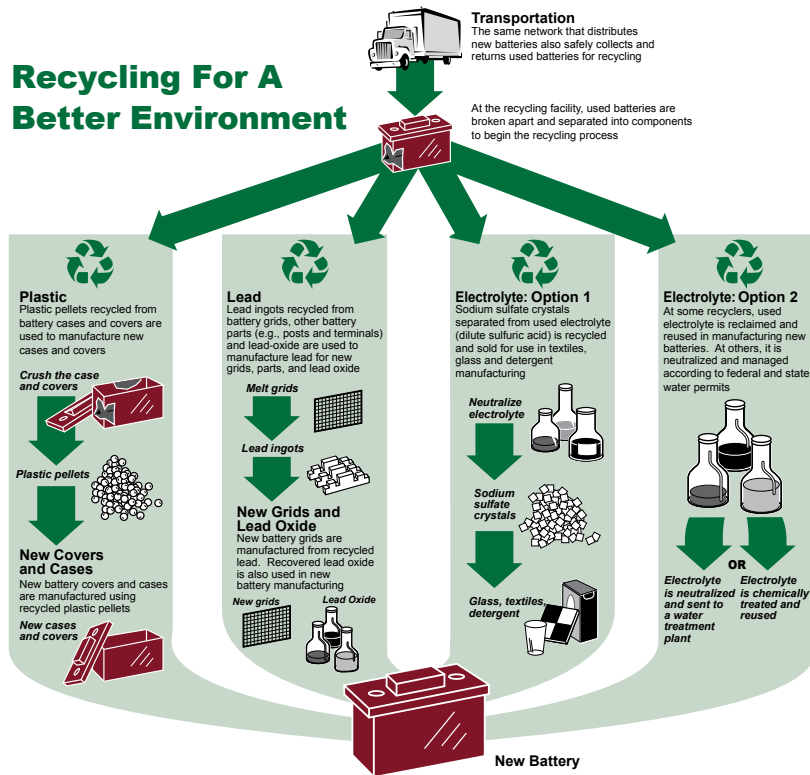 Transportation
The same network that distributes
new batteries also safely collects and
returns used batteries for recycling
Recycling For A
Better Environment
At the recycling facility, used batteries are
broken apart and separated into components
to begin the recycling process
Plastic
Plastic pellets recycled from
battery cases and covers are
used to manufacture new
cases and covers
Crush the case
and covers
Plastic pellets
New Covers
and Cases
New battery covers and cases
are manufactured using
recycled plastic pellets
New cases
and covers
Lead
Lead ingots recycled from
battery grids, other battery
parts (e.g., posts and terminals)
and lead-oxide are used to
manufacture lead for new
grids, parts, and lead oxide
Melt grids
Lead ingots
New Grids and
Lead Oxide
New battery grids are
manufactured from recycled
lead.  Recovered lead oxide
is also used in new
battery manufacturing
New grids
Lead Oxide
Electrolyte: Option 1
Sodium sulfate crystals
separated from used electrolyte
(dilute sulfuric acid) is recycled
and sold for use in textiles,
glass and detergent
manufacturing
Neutralize
electrolyte
Sodium
sulfate
crystals
Glass, textiles,
detergent
Electrolyte: Option 2
At some recyclers, used
electrolyte is reclaimed and
reused in manufacturing new
batteries.  At others, it is
neutralized and managed
according to federal and state
water permits
OR
Electrolyte
is neutralized
and sent to
a water
treatment
plant
Electrolyte
is chemically
treated and
reused
New Battery